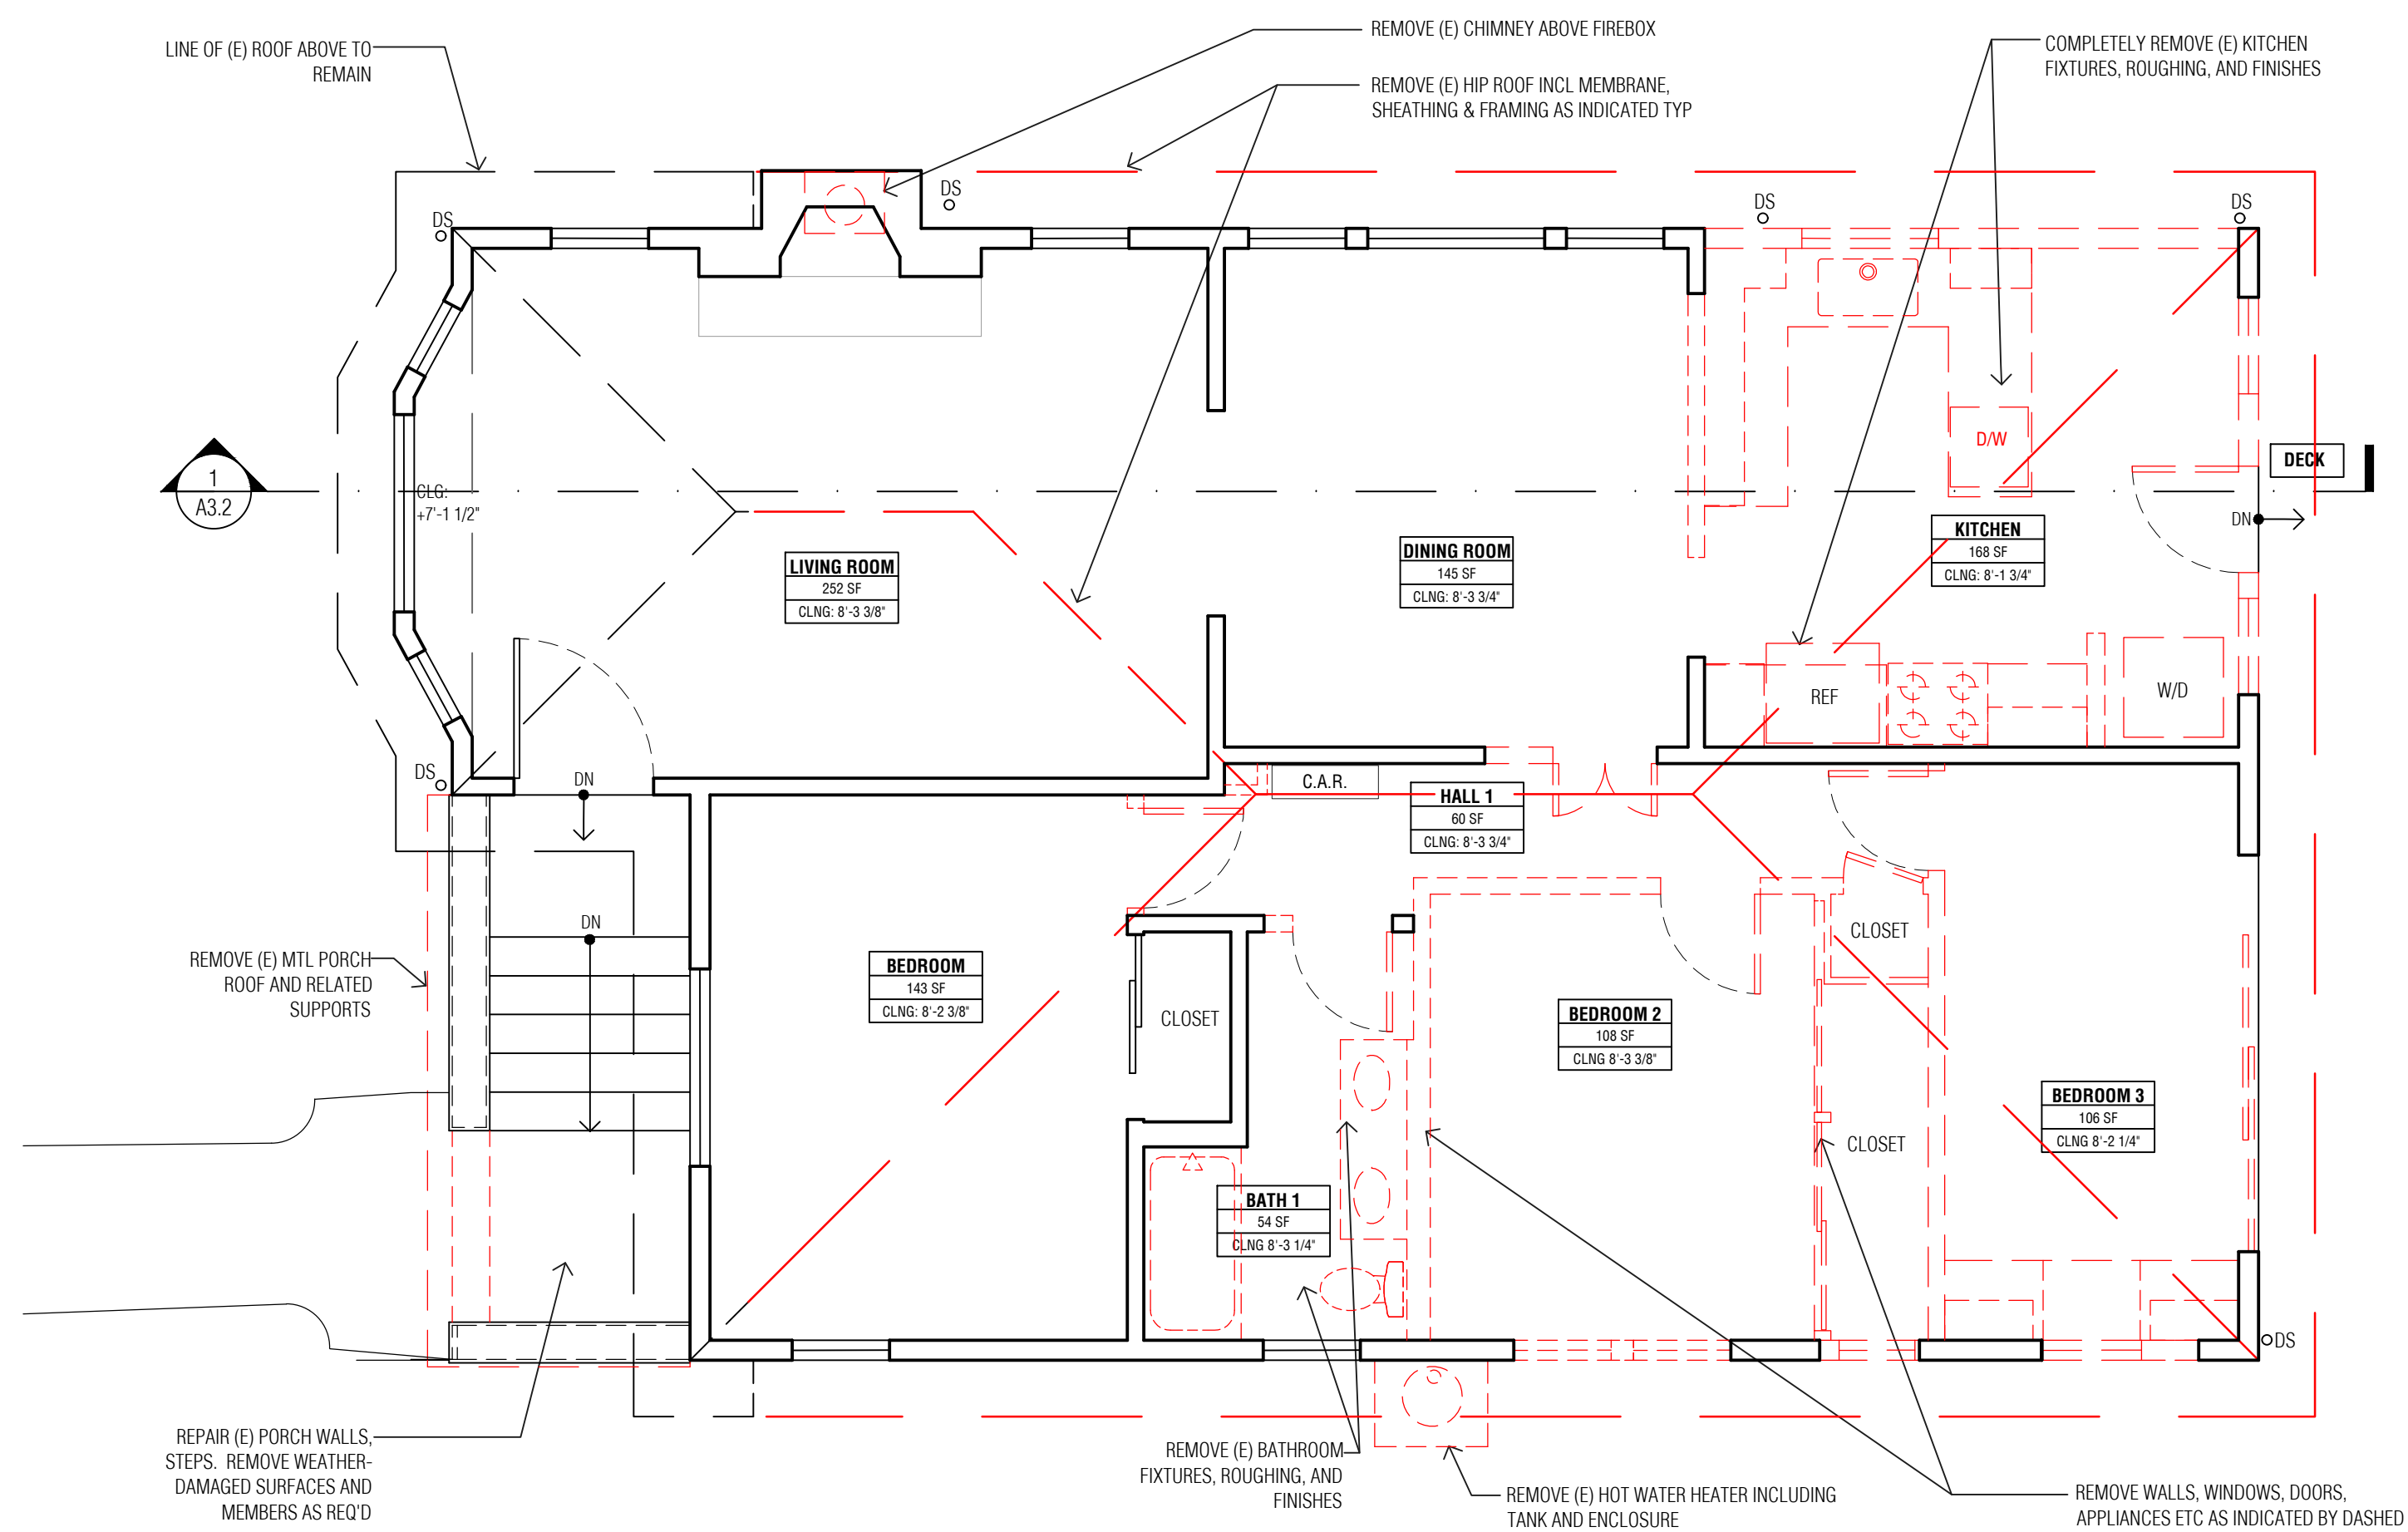 REMOVE (E) CHIMNEY ABOVE FIREBOX
LINE OF (E) ROOF ABOVE TO
REMAIN
COMPLETELY REMOVE (E) KITCHEN
FIXTURES, ROUGHING, AND FINISHES
REMOVE (E) HIP ROOF INCL MEMBRANE,
SHEATHING & FRAMING AS INDICATED TYP
DS
DS
DS
DS
D/W
DECK
1
A3.2
CLG:
+7'-1 1/2"
DN
LIVING ROOM
252 SF
CLNG: 8'-3 3/8"
DINING ROOM
145 SF
CLNG: 8'-3 3/4"
KITCHEN
168 SF
CLNG: 8'-1 3/4"
REF
W/D
DS
DN
C.A.R.
HALL 1
60 SF
CLNG: 8'-3 3/4"
DN
CLOSET
REMOVE (E) MTL PORCH
ROOF AND RELATED
SUPPORTS
BEDROOM
143 SF
CLNG: 8'-2 3/8"
CLOSET
BEDROOM 2
108 SF
CLNG 8'-3 3/8"
BEDROOM 3
106 SF
CLNG 8'-2 1/4"
CLOSET
BATH 1
54 SF
CLNG 8'-3 1/4"
DS
REPAIR (E) PORCH WALLS,
STEPS. REMOVE WEATHER-
DAMAGED SURFACES AND
MEMBERS AS REQ'D
REMOVE (E) BATHROOM
FIXTURES, ROUGHING, AND
FINISHES
REMOVE (E) HOT WATER HEATER INCLUDING
TANK AND ENCLOSURE
REMOVE WALLS, WINDOWS, DOORS,
APPLIANCES ETC AS INDICATED BY DASHED